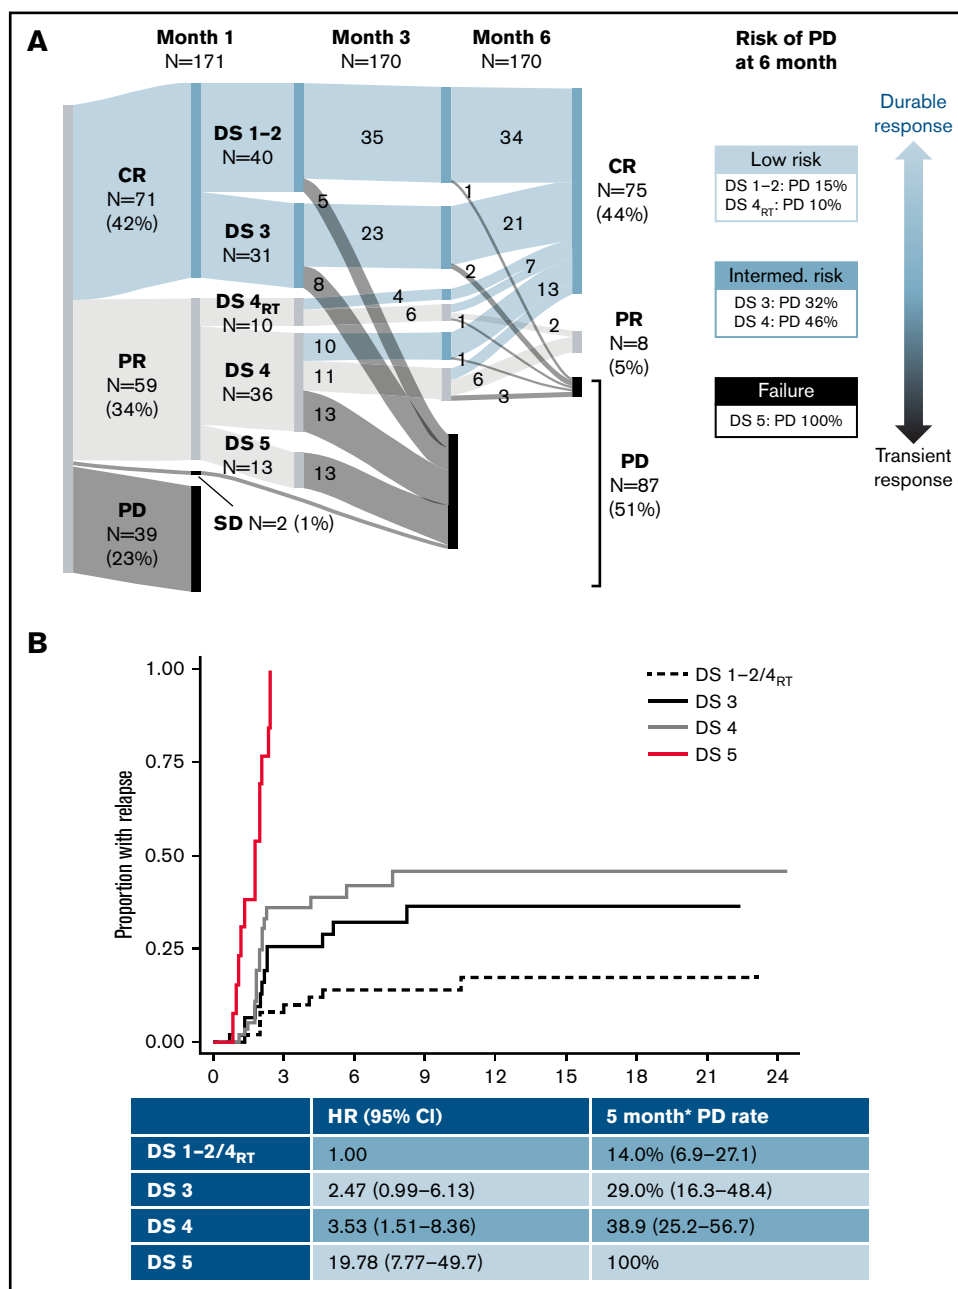 A
Month 1
N=171
Month 3
N=170
Month 6
N=170
Risk of PD
at 6 month
CR
N=71
(42%)
DS 1–2
N=40
DS 3
N=31
PR
N=59
(34%)
DS 4RT
N=10
DS 4
N=36
DS 5
N=13
SD N=2 (1%)
PD
N=39
(23%)
35
5
23
8
4
6
10
11
13
13
34
1
21
2
7
13
1
2
1
6
3
CR
N=75
(44%)
PR
N=8
(5%)
PD
N=87
(51%)
Low risk
DS 1–2: PD 15%
DS 4RT: PD 10%
Intermed. risk
DS 3: PD 32%
DS 4: PD 46%
Failure
DS 5: PD 100%
Durable
response
Transient
response
B
Proportion with relapse
1.00
0.75
0.50
0.25
0.00
0 3 6 9 12 15 18 21 24
DS 1–2/4RT
DS 3
DS 4
DS 5
HR (95% CI) 5 month* PD rate
DS 1–2/4RT 1.00 14.0% (6.9–27.1)
DS 3 2.47 (0.99–6.13) 29.0% (16.3–48.4)
DS 4 3.53 (1.51–8.36) 38.9 (25.2–56.7)
DS 5 19.78 (7.77–49.7) 100%